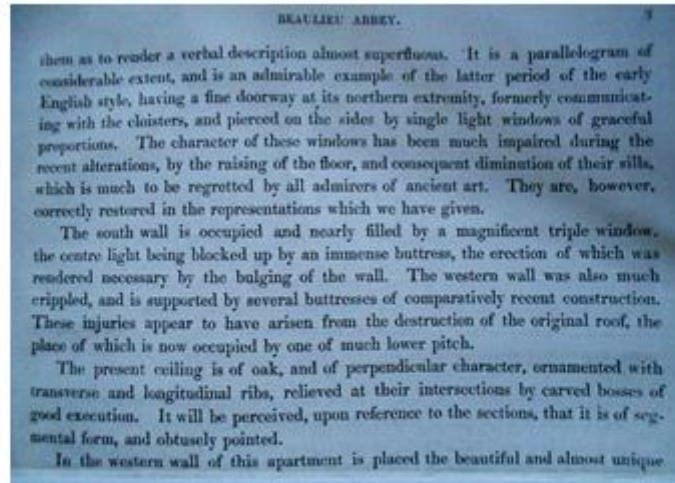 BEAULIEU ABBEY. 3
them as to render a verbal description almost superfluous. It is a parallelogram of
considerable extent, and is an admirable example of the latter period of the early
English style, having a fine doorway at its northern extremity, formerly communicat-
ing with the cloisters, and pierced on the sides by single light windows of graceful
proportions. The character of these windows has been much impaired during the
recent alterations, by the raising of the floor, and consequent diminution of their sills,
which is much to be regretted by all admirers of ancient art. They are, however,
correctly restored in the representations which we have given.
The south wall is occupied and nearly filled by a magnificent triple window,
the centre light being blocked up by an immense buttress, the erection of which was
rendered necessary by the bulging of the wall. The western wall was also much
crippled, and is supported by several buttresses of comparatively recent construction.
These injuries appear to have arisen from the destruction of the original roof, the
place of which is now occupied by one of much lower pitch.
The present ceiling is of oak, and of perpendicular character, ornamented with
transverse and longitudinal ribs, relieved at their intersections by carved bosses of
good execution. It will be perceived, upon reference to the sections, that it is of seg-
mental form, and obtusely pointed.
In the western wall of this apartment is placed the beautiful and almost unique